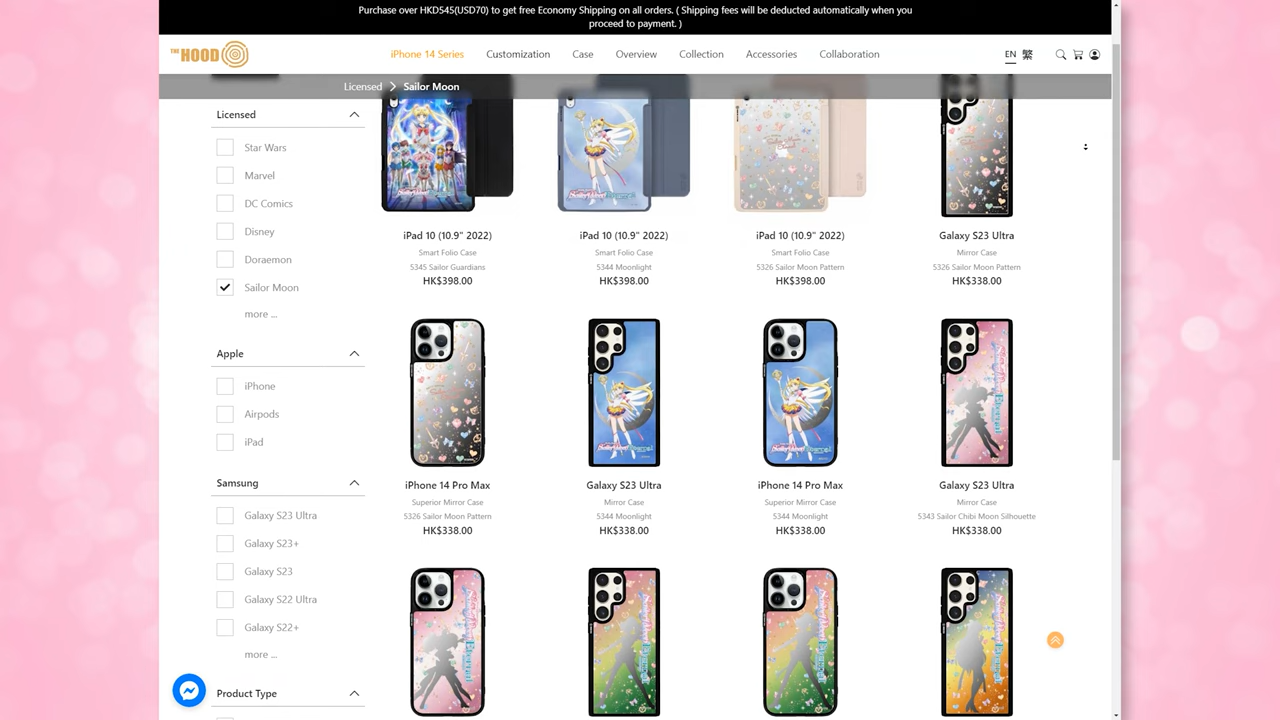 Purchase over HKD545(USD70) to get free Economy Shipping on all orders. ( Shipping fees will be deducted automatically when you
proceed to payment. )
THE HOOD
iPhone 14 Series
Customization
Case
Overview
Collection
Accessories
Collaboration
EN
繁
Licensed
Sailor Moon
Licensed
Star Wars
Marvel
DC Comics
Disney
Doraemon
Sailor Moon
more ...
Apple
iPhone
Airpods
iPad
Samsung
Galaxy S23 Ultra
Galaxy S23+
Galaxy S23
Galaxy S22 Ultra
Galaxy S22+
more ...
Product Type
iPad 10 (10.9" 2022)
Smart Folio Case
5345 Sailor Guardians
HK$398.00
iPad 10 (10.9" 2022)
Smart Folio Case
5344 Moonlight
HK$398.00
iPad 10 (10.9" 2022)
Smart Folio Case
5326 Sailor Moon Pattern
HK$398.00
Galaxy S23 Ultra
Mirror Case
5326 Sailor Moon Pattern
HK$338.00
iPhone 14 Pro Max
Superior Mirror Case
5326 Sailor Moon Pattern
HK$338.00
Galaxy S23 Ultra
Mirror Case
5344 Moonlight
HK$338.00
iPhone 14 Pro Max
Superior Mirror Case
5344 Moonlight
HK$338.00
Galaxy S23 Ultra
Mirror Case
5343 Sailor Chibi Moon Silhouette
HK$338.00